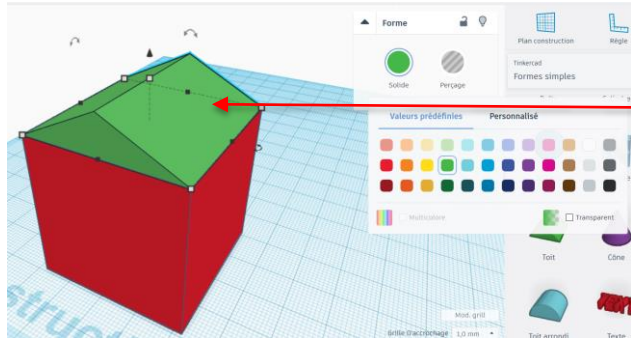 Forme
Plan construction
Règle
Solide
Perçage
Tinkercad
Formes simples
Valeurs prédéfinies
Personnalisé
Multicolore
Transparent
Toit
Cône
Mod. grill
Grille D'accrochage
1,0 mm
Toit arrondi
Texte